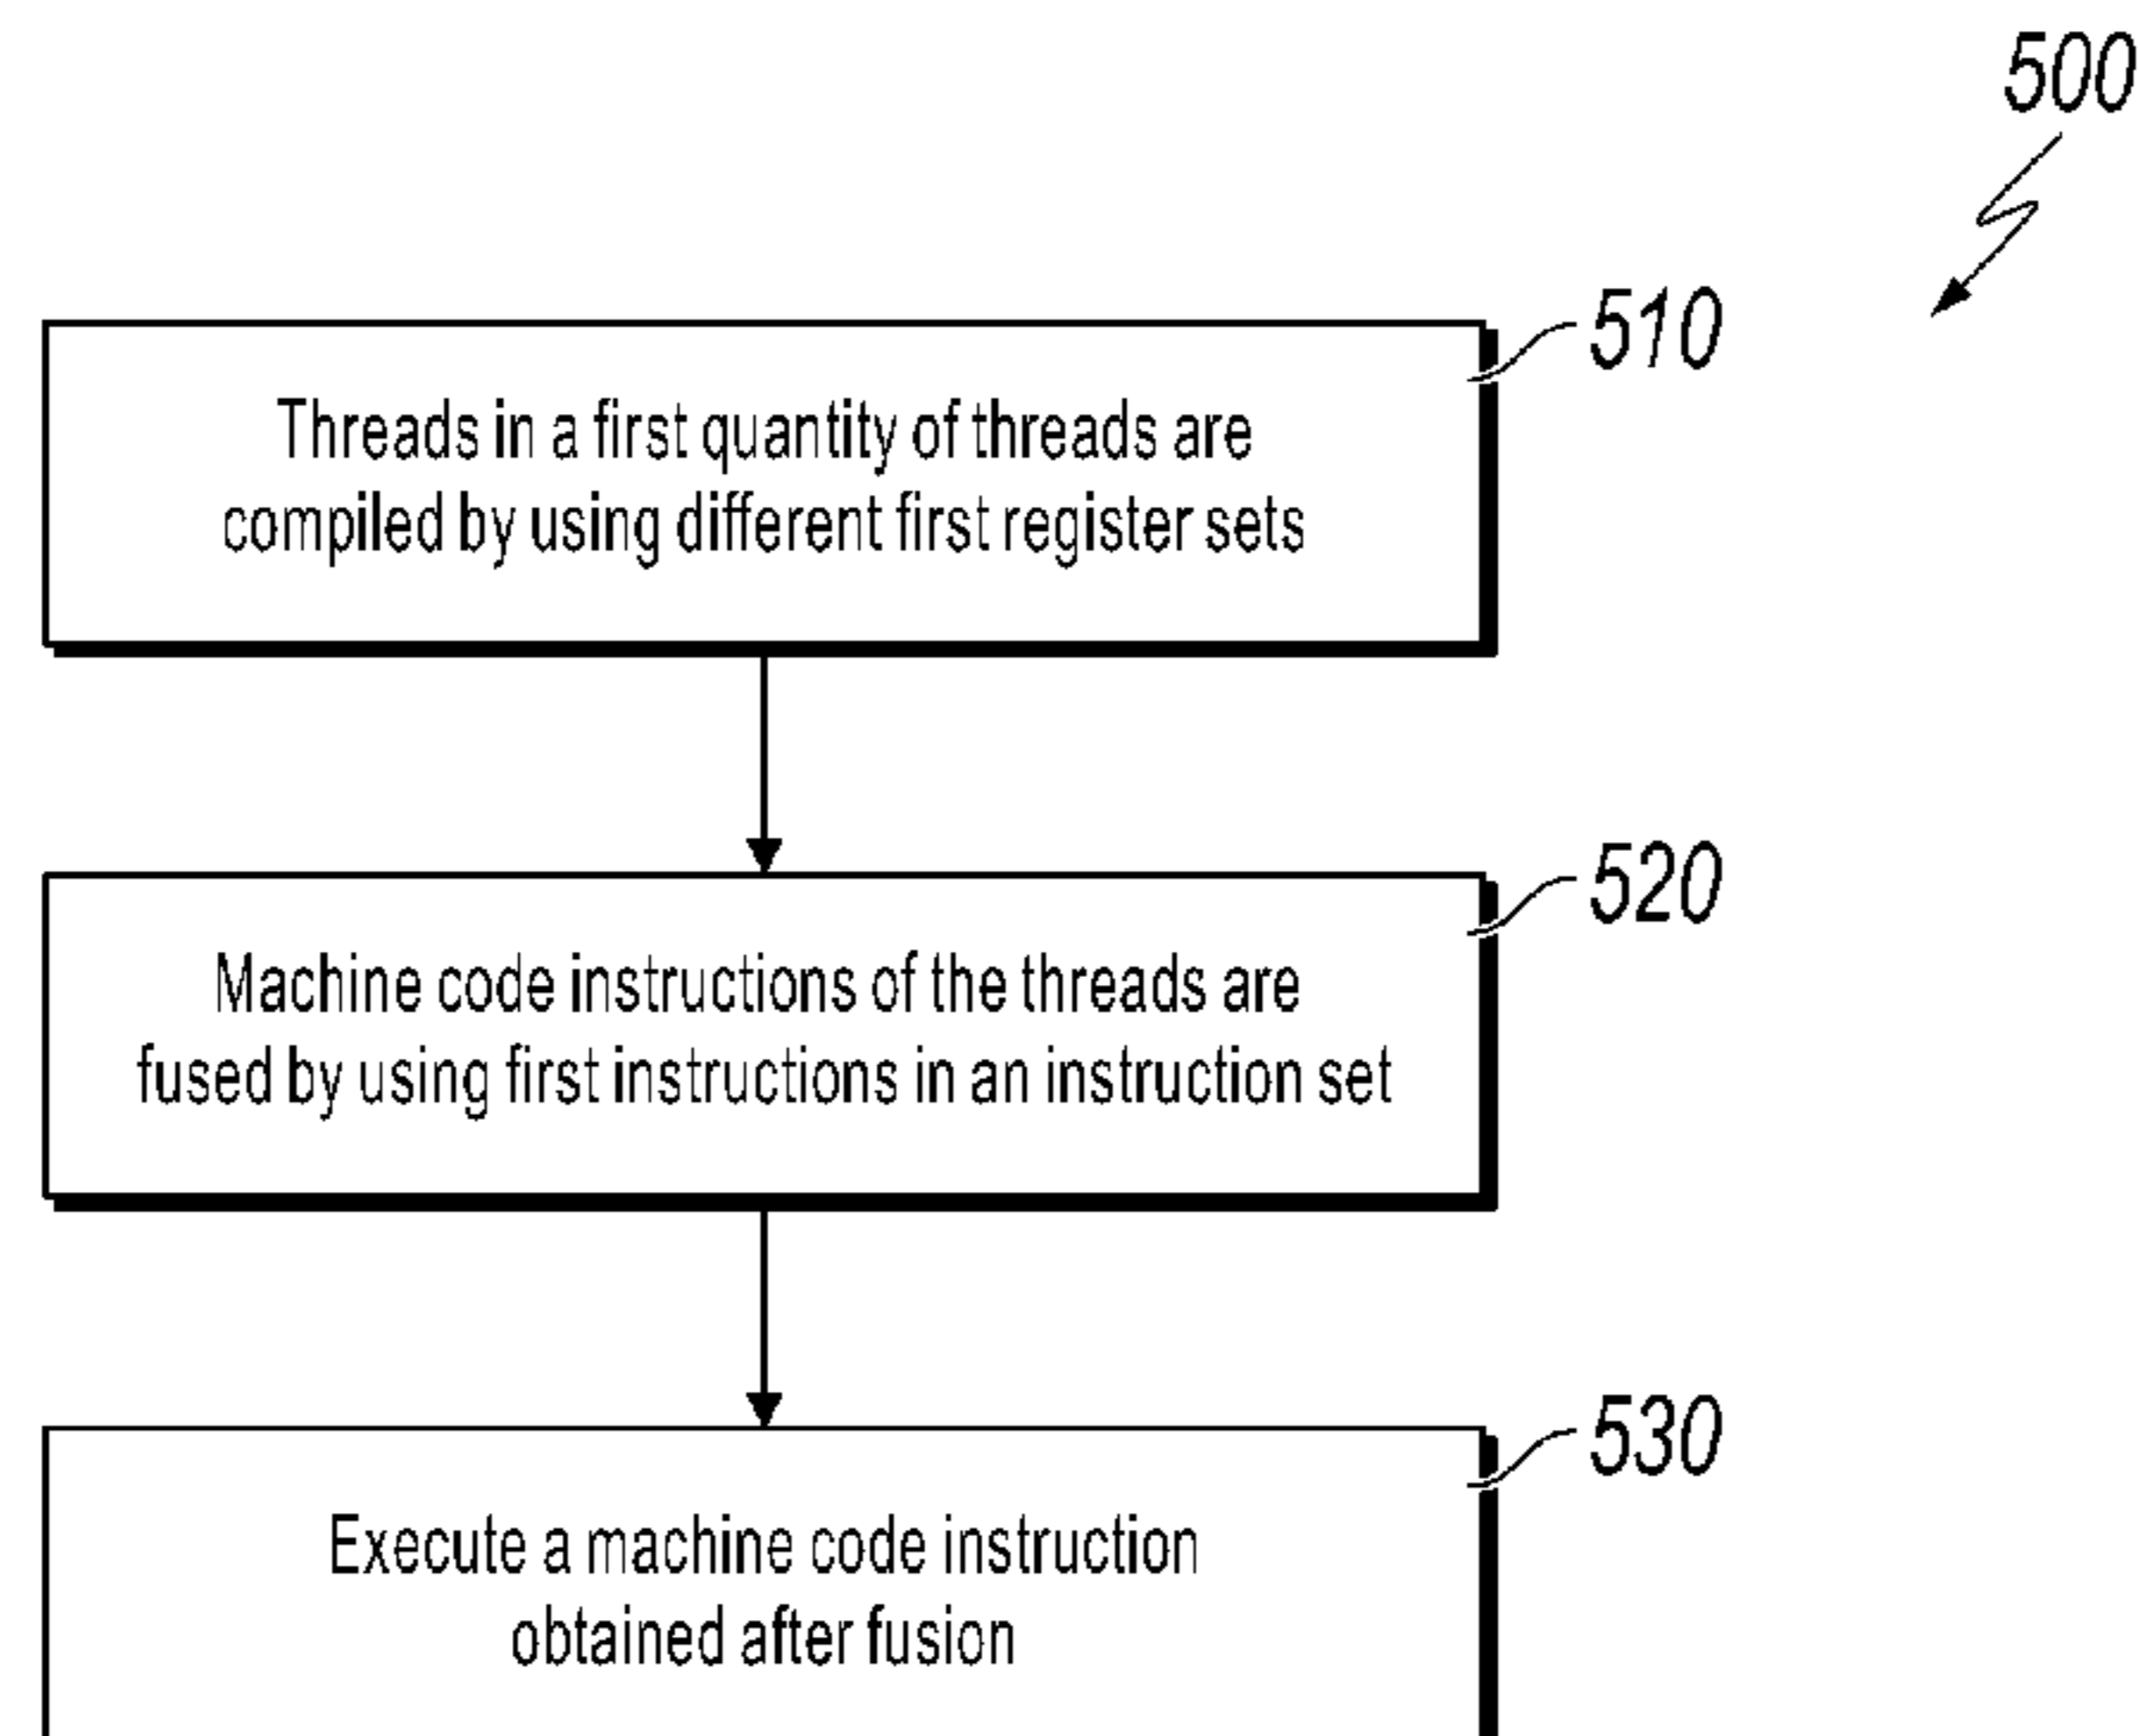 500
510
Threads in a first quantity of threads are
compiled by using different first register sets
520
Machine code instructions of the threads are
fused by using first instructions in an instruction set
530
Execute a machine code instruction
obtained after fusion